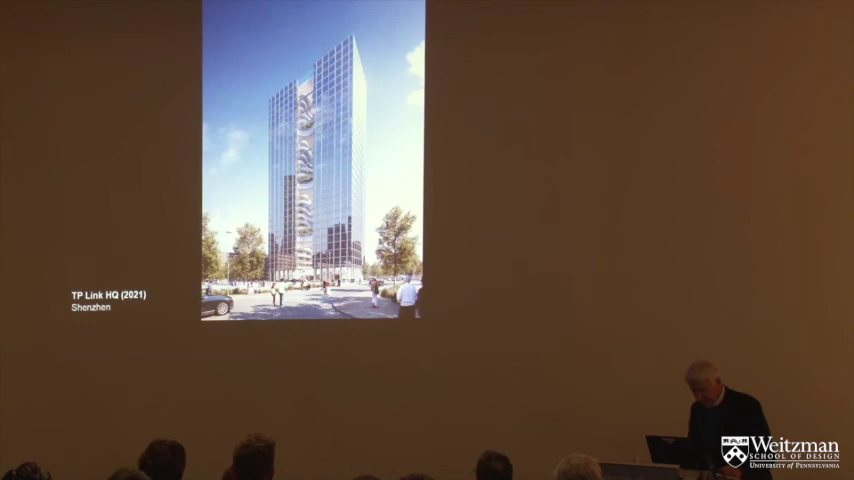 TP Link HQ (2021)
Shenzhen
Weitzman
SCHOOL OF DESIGN
UNIVERSITY OF PENNSYLVANIA